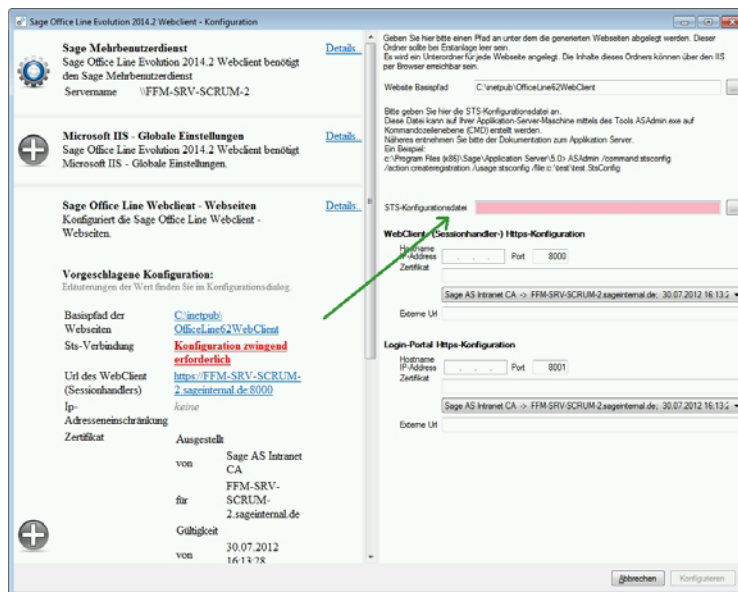 Sage Office Line Evolution 2014.2 Webclient - Konfiguration
Sage Mehrbenutzerdienst
Details..
Sage Office Line Evolution 2014.2 Webclient benötigt
den Sage Mehrbenutzerdienst
Servername \\FFM-SRV-SCRUM-2
Microsoft IIS - Globale Einstellungen
Details..
Sage Office Line Evolution 2014.2 Webclient benötigt
Microsoft IIS - Globale Einstellungen.
Sage Office Line Webclient - Webseiten
Details..
Konfiguriert die Sage Office Line Webclient -
Webseiten.
Vorgeschlagene Konfiguration:
Erläuterungen der Wert finden Sie im Konfigurationsdialog.
Basispfad der
Webseiten
C:\inetpub\
OfficeLine62WebClient
Sts-Verbindung
Konfiguration zwingend
erforderlich
Url des WebClient
(Sessionhandlers)
https://FFM-SRV-SCRUM-
2.sageinternal.de:8000
Ip-
Adresseneinschränkung
keine
Zertifikat
Ausgestellt
von
Sage AS Intranet
CA
für
FFM-SRV-
SCRUM-
2.sageinternal.de
Gültigkeit
von
30.07.2012
16:13:28
Geben Sie hier bitte einen Pfad an unter dem die generierten Webseiten abgelegt werden. Dieser
Ordner sollte bei Erstanlage leer sein.
Es wird ein Unterordner für jede Webseite angelegt. Die Inhalte dieses Ordners können über den IIS
per Browser erreichbar sein.
Website Basispfad
C:\inetpub\OfficeLine62WebClient
...
Bitte geben Sie hier die STS-Konfigurationsdatei an.
Diese Datei kann auf Ihrer Applikation-Server-Maschine mittels des Tools ASAdmin.exe auf
Kommandozeilenebene (CMD) erstellt werden.
Näheres entnehmen Sie bitte der Dokumentation zum Applikation Server.
Ein Beispiel:
c:\Program Files (x86)\Sage\Application Server\5.0> ASAdmin /command:stsconfig
/action:createregistration /usage:stsconfig /file:c:\test\test.StsConfig
STS-Konfigurationsdatei
...
WebClient- (Sessionhandler-) Https-Konfiguration
Hostname
IP-Address . . . Port 8000
Zertifikat
Sage AS Intranet CA -> FFM-SRV-SCRUM-2.sageinternal.de; 30.07.2012 16:13:2
Externe Url
Login-Portal Https-Konfiguration
Hostname
IP-Address . . . Port 8001
Zertifikat
Sage AS Intranet CA -> FFM-SRV-SCRUM-2.sageinternal.de; 30.07.2012 16:13:2
Externe Url
Abbrechen
Konfigurieren